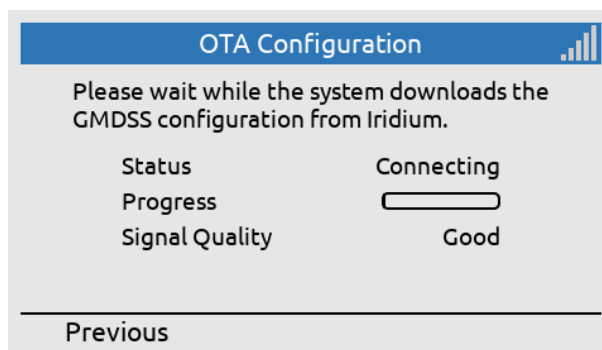 OTA Configuration
Please wait while the system downloads the
GMDSS configuration from Iridium.
Status Connecting
Progress
Signal Quality Good
Previous